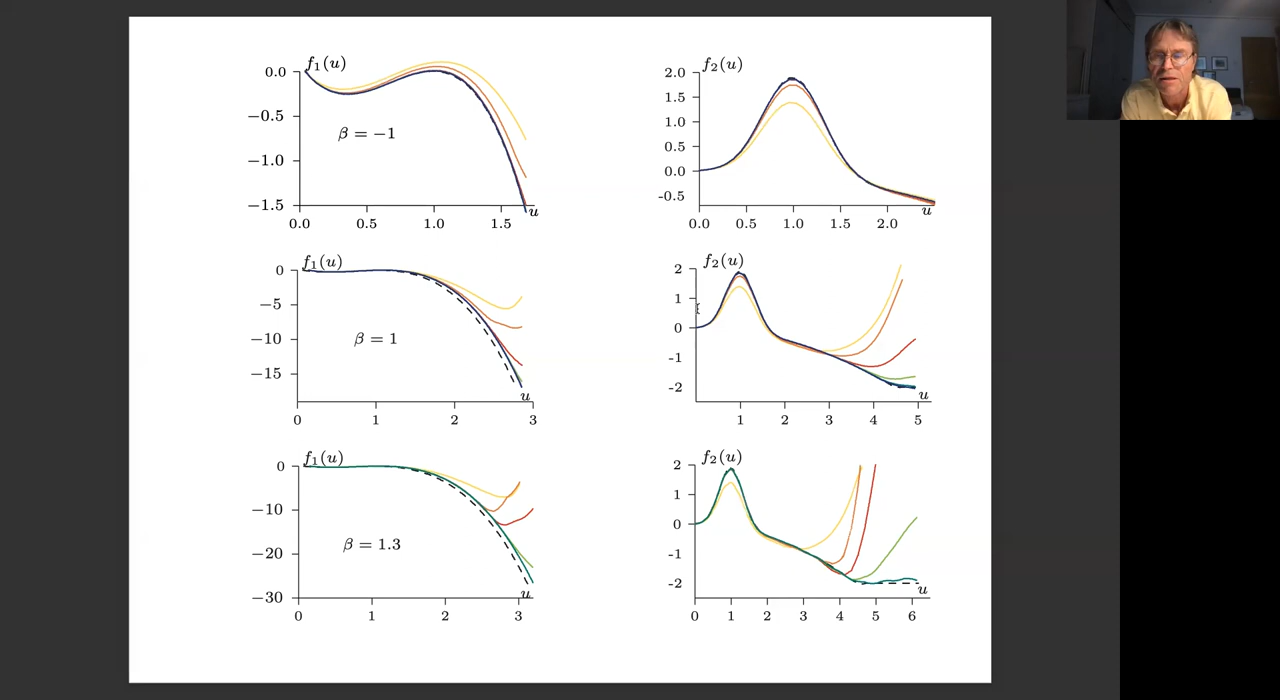 f₁(u)
0.0
−0.5
−1.0
−1.5
β = −1
0.0 0.5 1.0 1.5
u
f₂(u)
2.0
1.5
1.0
0.5
0.0
-0.5
0.0 0.5 1.0 1.5 2.0
u
f₁(u)
0
−5
−10
−15
β = 1
0 1 2 3
u
f₂(u)
2
1
0
-1
-2
1 2 3 4 5
u
f₁(u)
0
−10
−20
−30
β = 1.3
0 1 2 3
u
f₂(u)
2
1
0
-1
-2
0 1 2 3 4 5 6
u